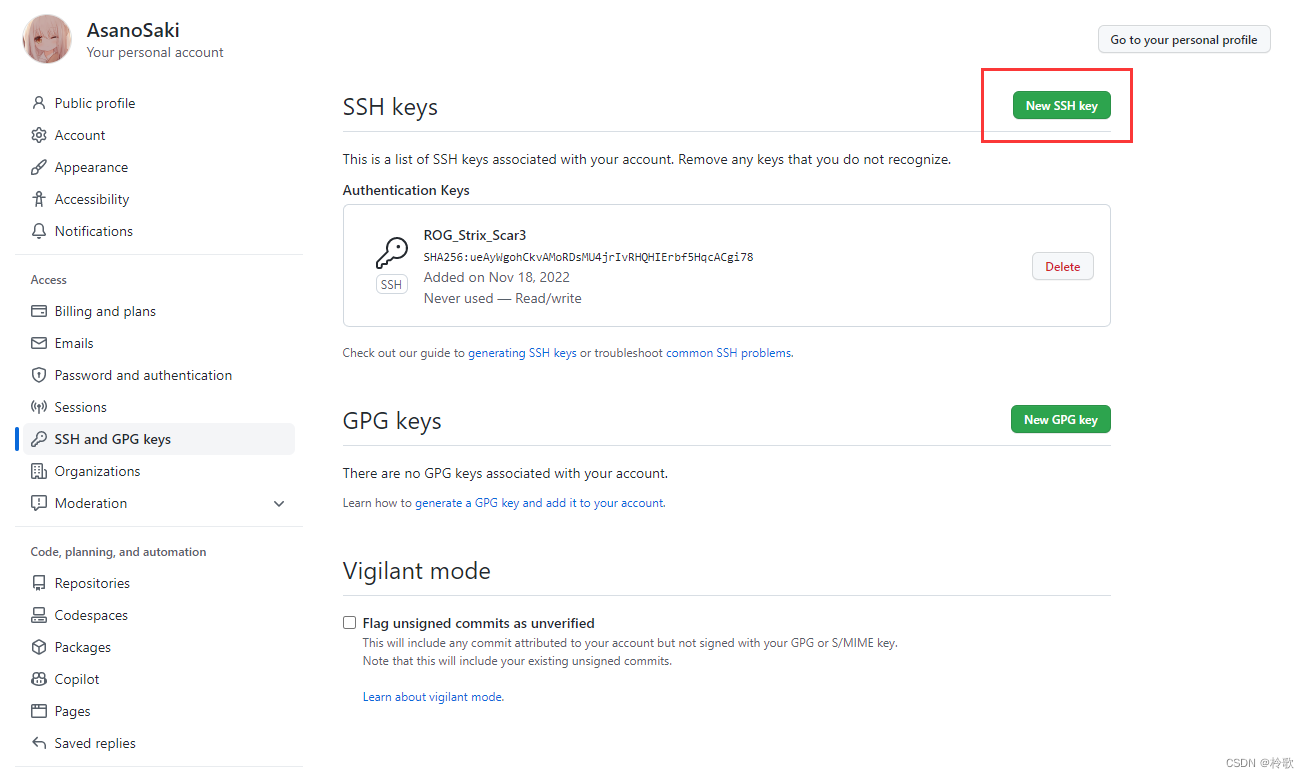 AsanoSaki
Your personal account
Go to your personal profile
Public profile
Account
Appearance
Accessibility
Notifications
Access
Billing and plans
Emails
Password and authentication
Sessions
SSH and GPG keys
Organizations
Moderation
Code, planning, and automation
Repositories
Codespaces
Packages
Copilot
Pages
Saved replies
SSH keys
New SSH key
This is a list of SSH keys associated with your account. Remove any keys that you do not recognize.
Authentication Keys
ROG_Strix_Scar3
SHA256:ueAyWgohCkvAMoRDsMU4jrIvRHQHIErbf5HqcACgi78
SSH
Added on Nov 18, 2022
Never used — Read/write
Delete
Check out our guide to generating SSH keys or troubleshoot common SSH problems.
GPG keys
New GPG key
There are no GPG keys associated with your account.
Learn how to generate a GPG key and add it to your account.
Vigilant mode
Flag unsigned commits as unverified
This will include any commit attributed to your account but not signed with your GPG or S/MIME key.
Note that this will include your existing unsigned commits.
Learn about vigilant mode.
CSDN @柃歌